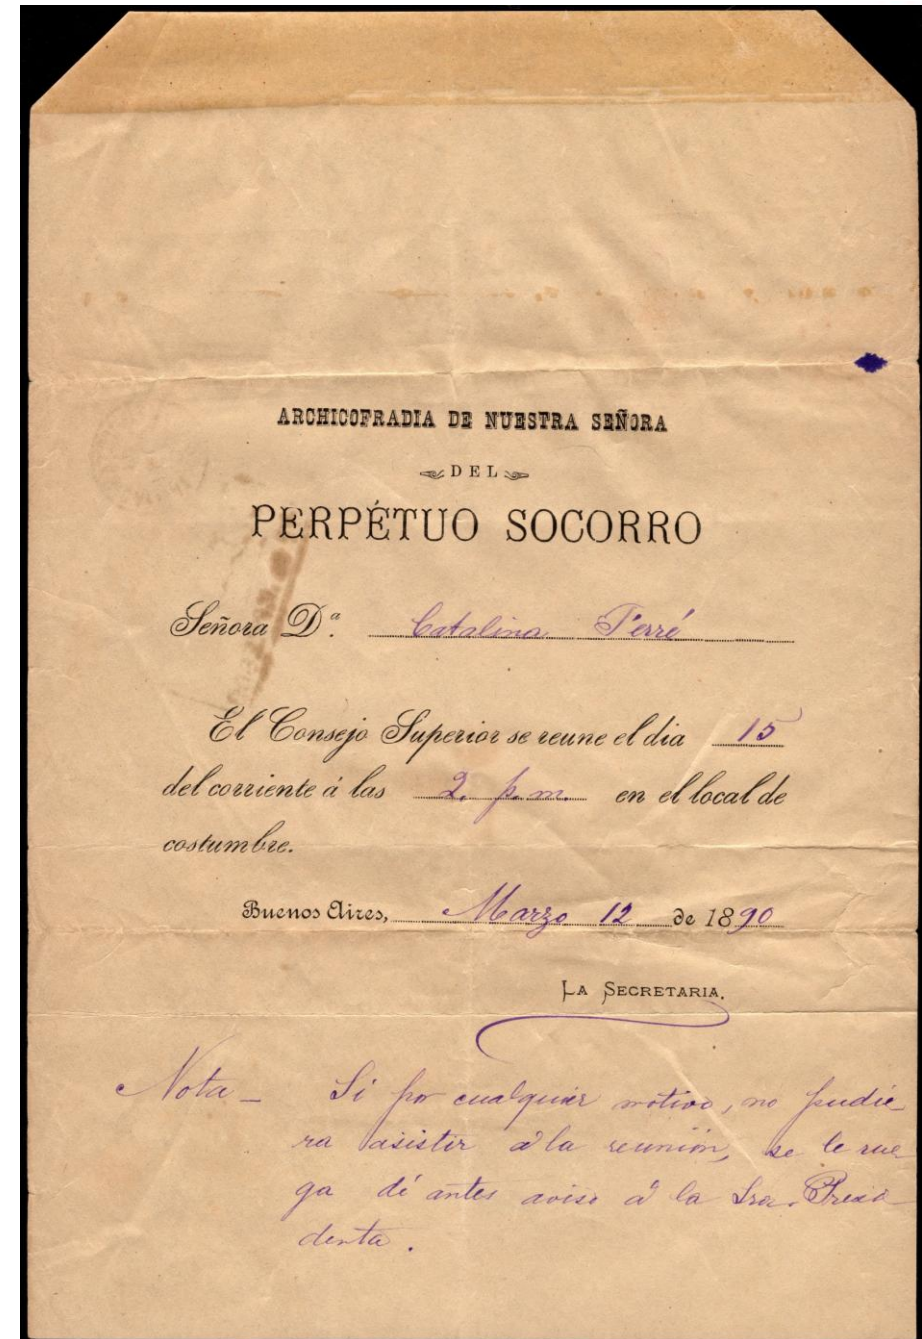 ARCHICOFRADIA DE NUESTRA SEÑORA
DEL
PERPÉTUO SOCORRO
Señora Dª. Catalina Ferré
El Consejo Superior se reune el dia 15
del corriente á las 2. p. m. en el local de
costumbre.
Buenos Aires, Marzo 12 de 1890
LA SECRETARIA.
Nota - Si por cualquier motivo, no pudie-
ra asistir á la reunión, se le rue-
ga dé antes aviso á la Sra. Presi-
denta.